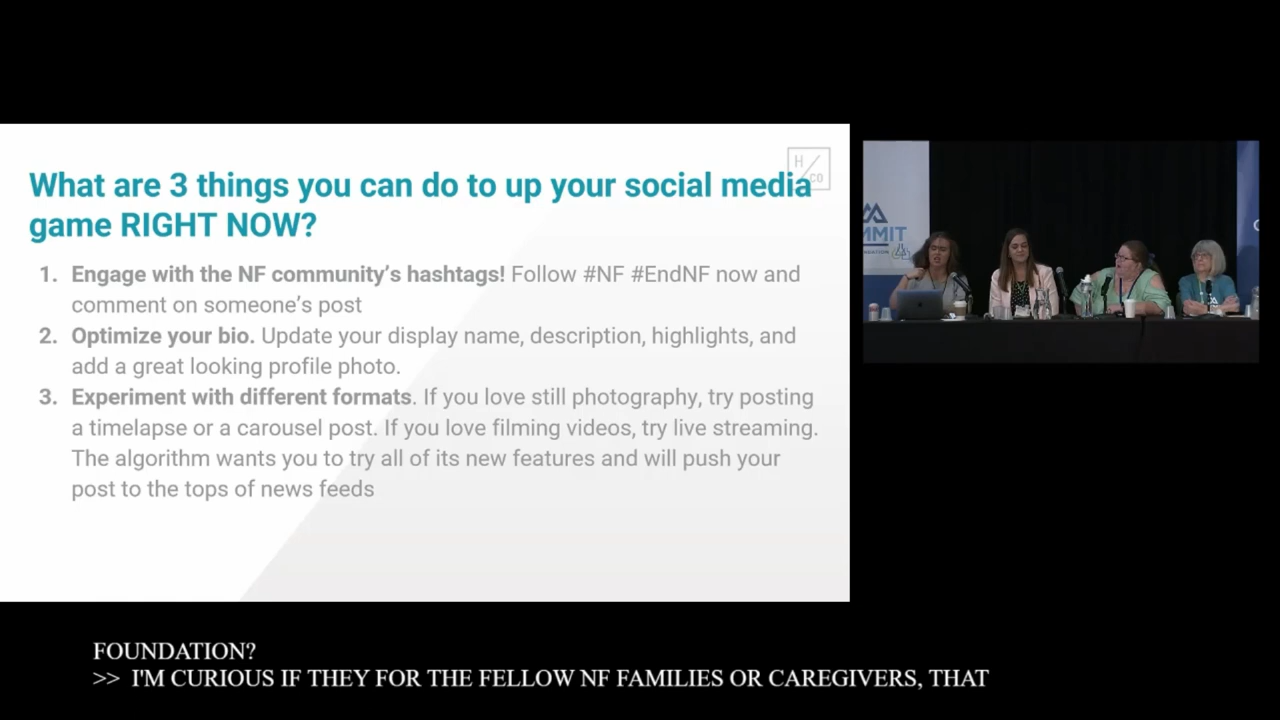 H/CO
What are 3 things you can do to up your social media
game RIGHT NOW?
1. Engage with the NF community's hashtags! Follow #NF #EndNF now and
comment on someone's post
2. Optimize your bio. Update your display name, description, highlights, and
add a great looking profile photo.
3. Experiment with different formats. If you love still photography, try posting
a timelapse or a carousel post. If you love filming videos, try live streaming.
The algorithm wants you to try all of its new features and will push your
post to the tops of news feeds
MMIT
FOUNDATION?
>> I'M CURIOUS IF THEY FOR THE FELLOW NF FAMILIES OR CAREGIVERS, THAT